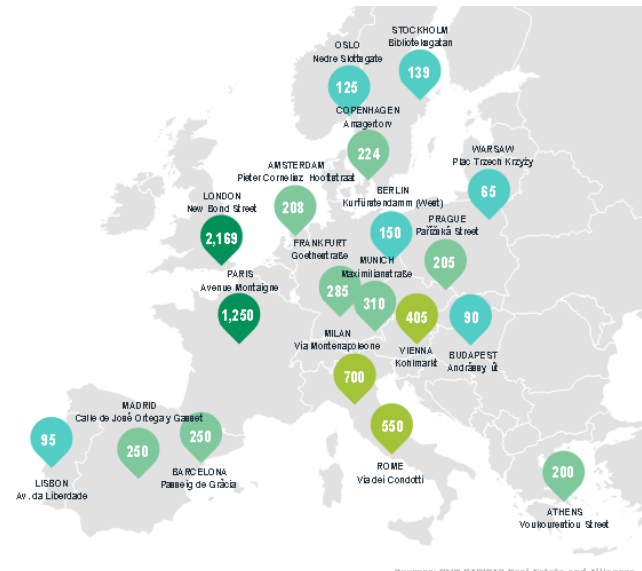 STOCKHOLM
Biblioteksgatan
139
OSLO
Nedre Slottsgate
125
COPENHAGEN
Amagertorv
224
WARSAW
Plac Trzech Krzyży
65
AMSTERDAM
Pieter Cornelisz Hooftstraat
208
BERLIN
Kurfürstendamm (West)
150
LONDON
New Bond Street
2,169
PRAGUE
Pařížská Street
205
FRANKFURT
Goethestraße
285
MUNICH
Maximilianstraße
310
PARIS
Avenue Montaigne
1,250
405
VIENNA
Kohlmarkt
90
BUDAPEST
Andrássy út
MILAN
Via Montenapoleone
700
550
ROME
Via dei Condotti
MADRID
Calle de José Ortega y Gasset
250
250
BARCELONA
Passeig de Gràcia
95
LISBON
Av. da Liberdade
200
ATHENS
Voukourestiou Street